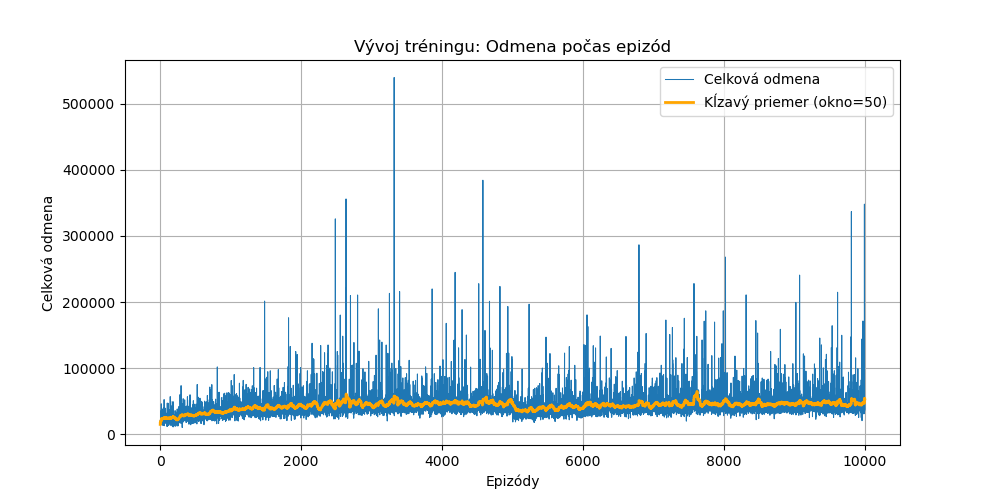 Vývoj tréningu: Odmena počas epizód
Celková odmena
Kĺzavý priemer (okno=50)
500000
400000
300000
200000
100000
0
Celková odmena
0
2000
4000
6000
8000
10000
Epizódy